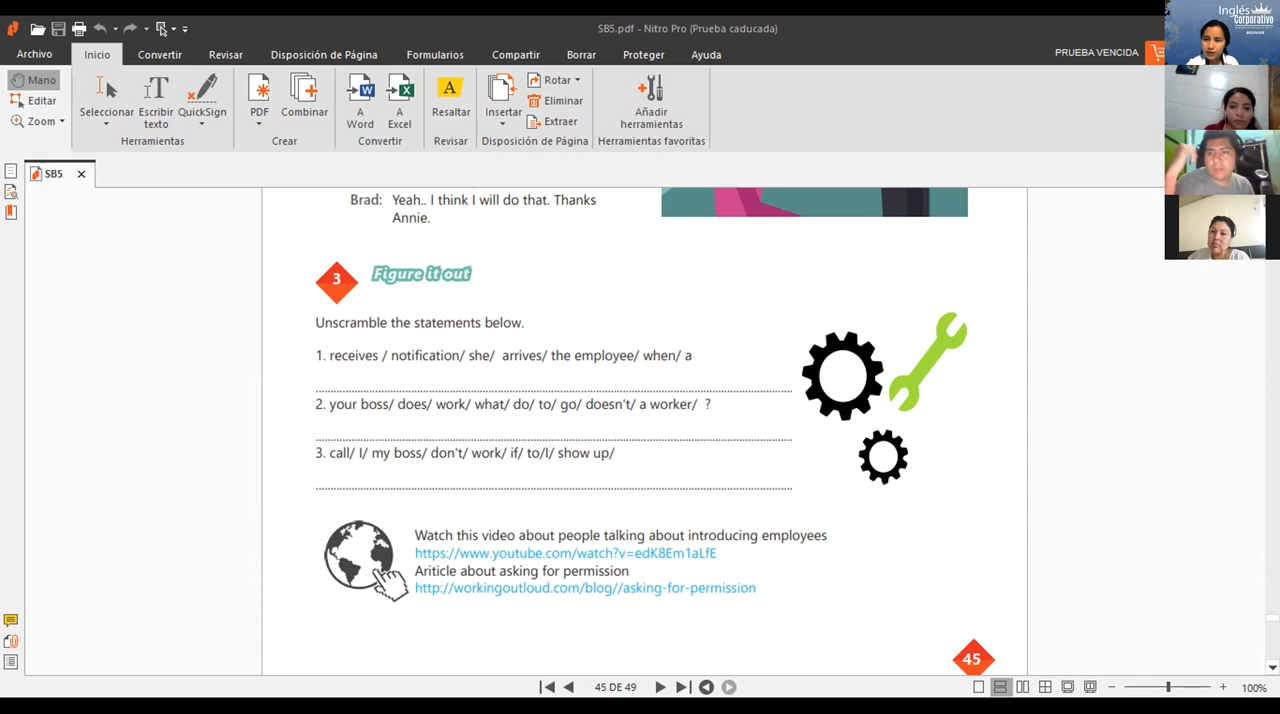 SB5.pdf - Nitro Pro (Prueba caducada)
Archivo Inicio Convertir Revisar Disposición de Página Formularios Compartir Borrar Proteger Ayuda
PRUEBA VENCIDA
Inglés
Corporativo
BEGINNER
Mano
Editar
Zoom
Seleccionar
Escribir texto
QuickSign
Herramientas
PDF
Combinar
Crear
A Word
A Excel
Convertir
Resaltar
Revisar
Insertar
Rotar
Eliminar
Extraer
Disposición de Página
Añadir herramientas
Herramientas favoritas
SB5
Brad: Yeah.. I think I will do that. Thanks
Annie.
3 Figure it out
Unscramble the statements below.
1. receives / notification/ she/ arrives/ the employee/ when/ a
2. your boss/ does/ work/ what/ do/ to/ go/ doesn't/ a worker/ ?
3. call/ I/ my boss/ don't/ work/ if/ to/I/ show up/
Watch this video about people talking about introducing employees
https://www.youtube.com/watch?v=edK8Em1aLfE
Ariticle about asking for permission
http://workingoutloud.com/blog//asking-for-permission
45
45 DE 49
100%